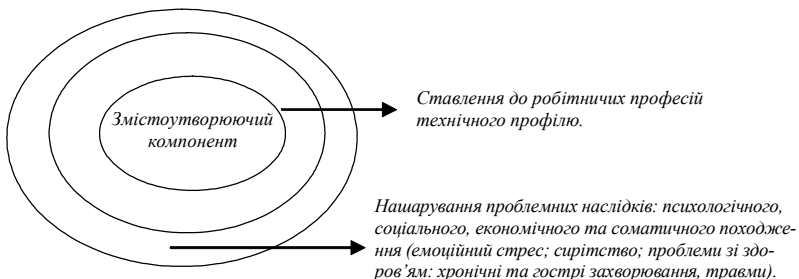 Змістоутворюючий
компонент
Ставлення до робітничих професій
технічного профілю.
Нашарування проблемних наслідків: психологічного,
соціального, економічного та соматичного походже-
ння (емоційний стрес; сирітство; проблеми зі здо-
ров'ям: хронічні та гострі захворювання, травми).